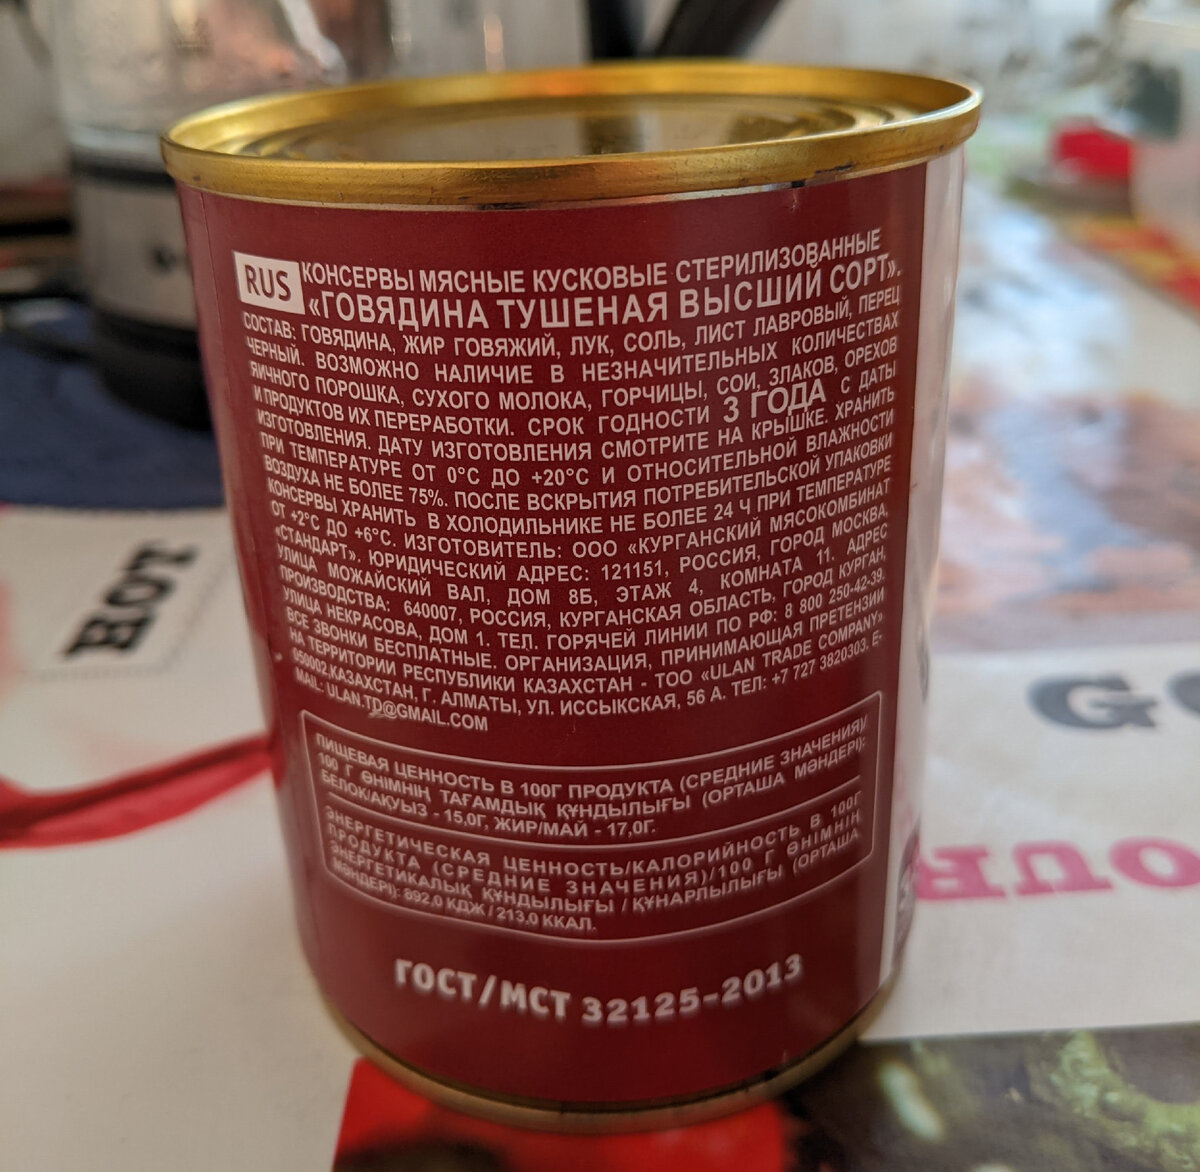 RUS КОНСЕРВЫ МЯСНЫЕ КУСКОВЫЕ СТЕРИЛИЗОВАННЫЕ
«ГОВЯДИНА ТУШЕНАЯ ВЫСШИЙ СОРТ».
СОСТАВ: ГОВЯДИНА, ЖИР ГОВЯЖИЙ, ЛУК, СОЛЬ, ЛИСТ ЛАВРОВЫЙ, ПЕРЕЦ
ЧЕРНЫЙ. ВОЗМОЖНО НАЛИЧИЕ В НЕЗНАЧИТЕЛЬНЫХ КОЛИЧЕСТВАХ
ЯИЧНОГО ПОРОШКА, СУХОГО МОЛОКА, ГОРЧИЦЫ, СОИ, ЗЛАКОВ, ОРЕХОВ
И ПРОДУКТОВ ИХ ПЕРЕРАБОТКИ. СРОК ГОДНОСТИ 3 ГОДА С ДАТЫ
ИЗГОТОВЛЕНИЯ. ДАТУ ИЗГОТОВЛЕНИЯ СМОТРИТЕ НА КРЫШКЕ. ХРАНИТЬ
ПРИ ТЕМПЕРАТУРЕ ОТ 0°С ДО +20°С И ОТНОСИТЕЛЬНОЙ ВЛАЖНОСТИ
ВОЗДУХА НЕ БОЛЕЕ 75%. ПОСЛЕ ВСКРЫТИЯ ПОТРЕБИТЕЛЬСКОЙ УПАКОВКИ
КОНСЕРВЫ ХРАНИТЬ В ХОЛОДИЛЬНИКЕ НЕ БОЛЕЕ 24 Ч ПРИ ТЕМПЕРАТУРЕ
ОТ +2°С ДО +6°С. ИЗГОТОВИТЕЛЬ: ООО «КУРГАНСКИЙ МЯСОКОМБИНАТ
«СТАНДАРТ». ЮРИДИЧЕСКИЙ АДРЕС: 121151, РОССИЯ, ГОРОД МОСКВА,
УЛИЦА МОЖАЙСКИЙ ВАЛ, ДОМ 8Б, ЭТАЖ 4, КОМНАТА 11. АДРЕС
ПРОИЗВОДСТВА: 640007, РОССИЯ, КУРГАНСКАЯ ОБЛАСТЬ, ГОРОД КУРГАН,
УЛИЦА НЕКРАСОВА, ДОМ 1. ТЕЛ. ГОРЯЧЕЙ ЛИНИИ ПО РФ: 8 800 250-42-39.
ВСЕ ЗВОНКИ БЕСПЛАТНЫЕ. ОРГАНИЗАЦИЯ, ПРИНИМАЮЩАЯ ПРЕТЕНЗИИ
НА ТЕРРИТОРИИ РЕСПУБЛИКИ КАЗАХСТАН - ТОО «ULAN TRADE COMPANY»
050002.КАЗАХСТАН, Г. АЛМАТЫ, УЛ. ИССЫКСКАЯ, 56 А. ТЕЛ: +7 727 3820303. E-
MAIL: ULAN.TD@GMAIL.COM
ПИЩЕВАЯ ЦЕННОСТЬ В 100Г ПРОДУКТА (СРЕДНИЕ ЗНАЧЕНИЯ)/
100 Г ӨНІМНІҢ ТАҒАМДЫҚ ҚҰНДЫЛЫҒЫ (ОРТАША МӘНДЕРІ):
БЕЛОК/АҚУЫЗ - 15,0Г, ЖИР/МАЙ - 17,0Г.
ЭНЕРГЕТИЧЕСКАЯ ЦЕННОСТЬ/КАЛОРИЙНОСТЬ В 100Г
ПРОДУКТА (СРЕДНИЕ ЗНАЧЕНИЯ)/100 Г ӨНІМНІҢ
ЭНЕРГЕТИКАЛЫҚ ҚҰНДЫЛЫҒЫ / ҚҰНАРЛЫЛЫҒЫ (ОРТАША
МӘНДЕРІ): 892,0 КДЖ / 213,0 ККАЛ.
ГОСТ/МСТ 32125-2013
HOT